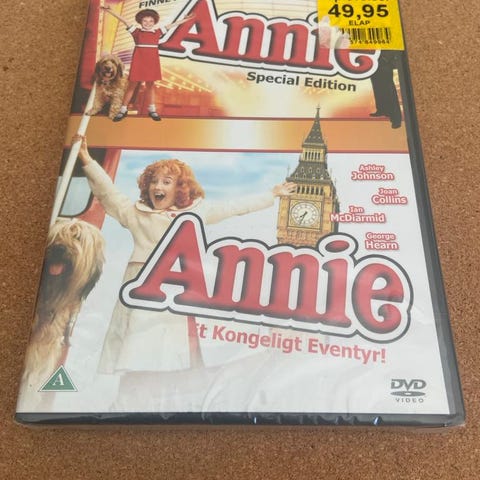 FINNEY
49,95
ELAP
Annie
Special Edition
Ashley
Johnson
Joan
Collins
Ian
McDiarmid
George
Hearn
Annie
Et Kongeligt Eventyr!
A
DVD
VIDEO